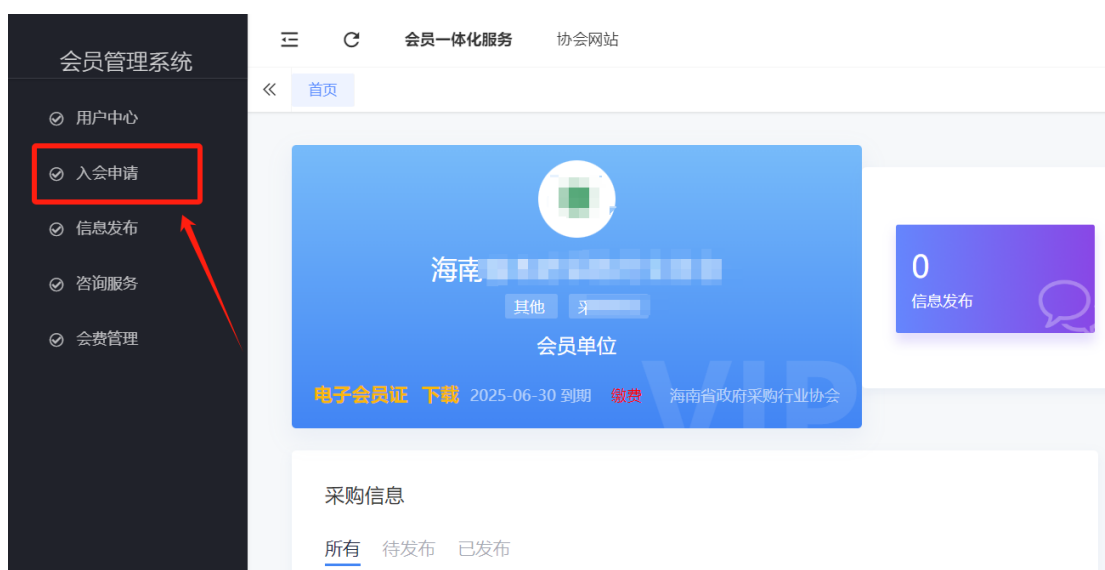 会员管理系统
用户中心
入会申请
信息发布
咨询服务
会费管理
会员一体化服务 协会网站
首页
海南
其他
会员单位
VIP
电子会员证 下载 2025-06-30 到期 缴费 海南省政府采购行业协会
0
信息发布
采购信息
所有 待发布 已发布